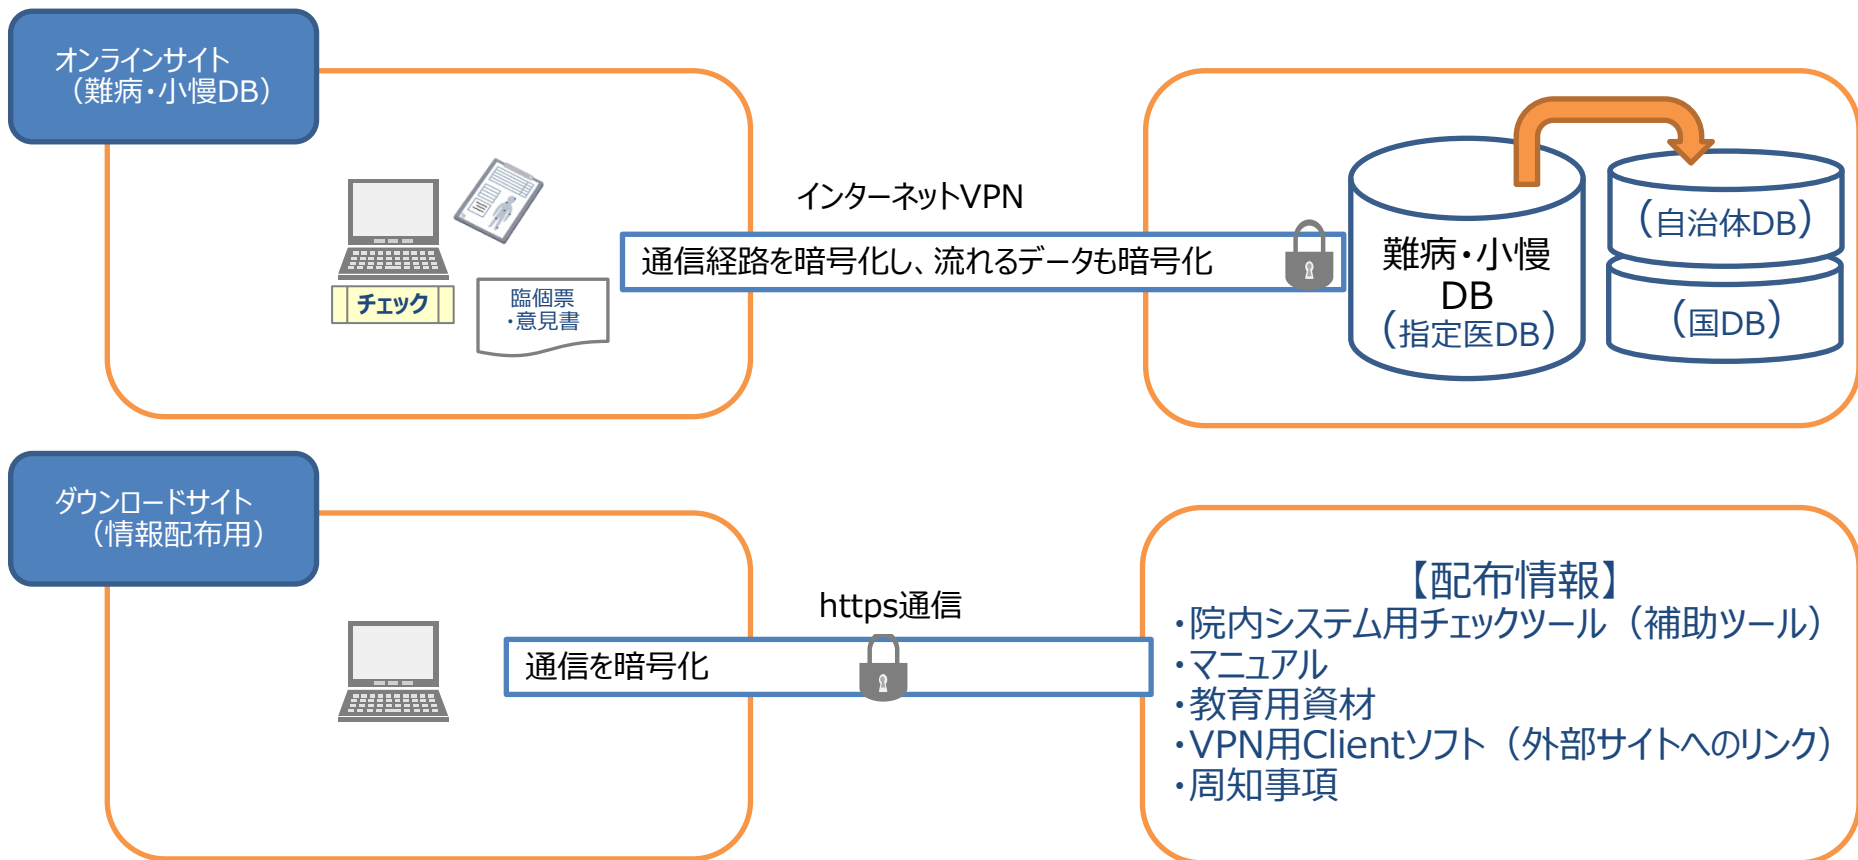 オンラインサイト
（難病・小慢DB）
インターネットVPN
通信経路を暗号化し、流れるデータも暗号化
チェック
臨個票
・意見書
難病・小慢
DB
（指定医DB）
（自治体DB）
（国DB）
ダウンロードサイト
（情報配布用）
https通信
通信を暗号化
【配布情報】
・院内システム用チェックツール（補助ツール）
・マニュアル
・教育用資材
・VPN用Clientソフト（外部サイトへのリンク）
・周知事項